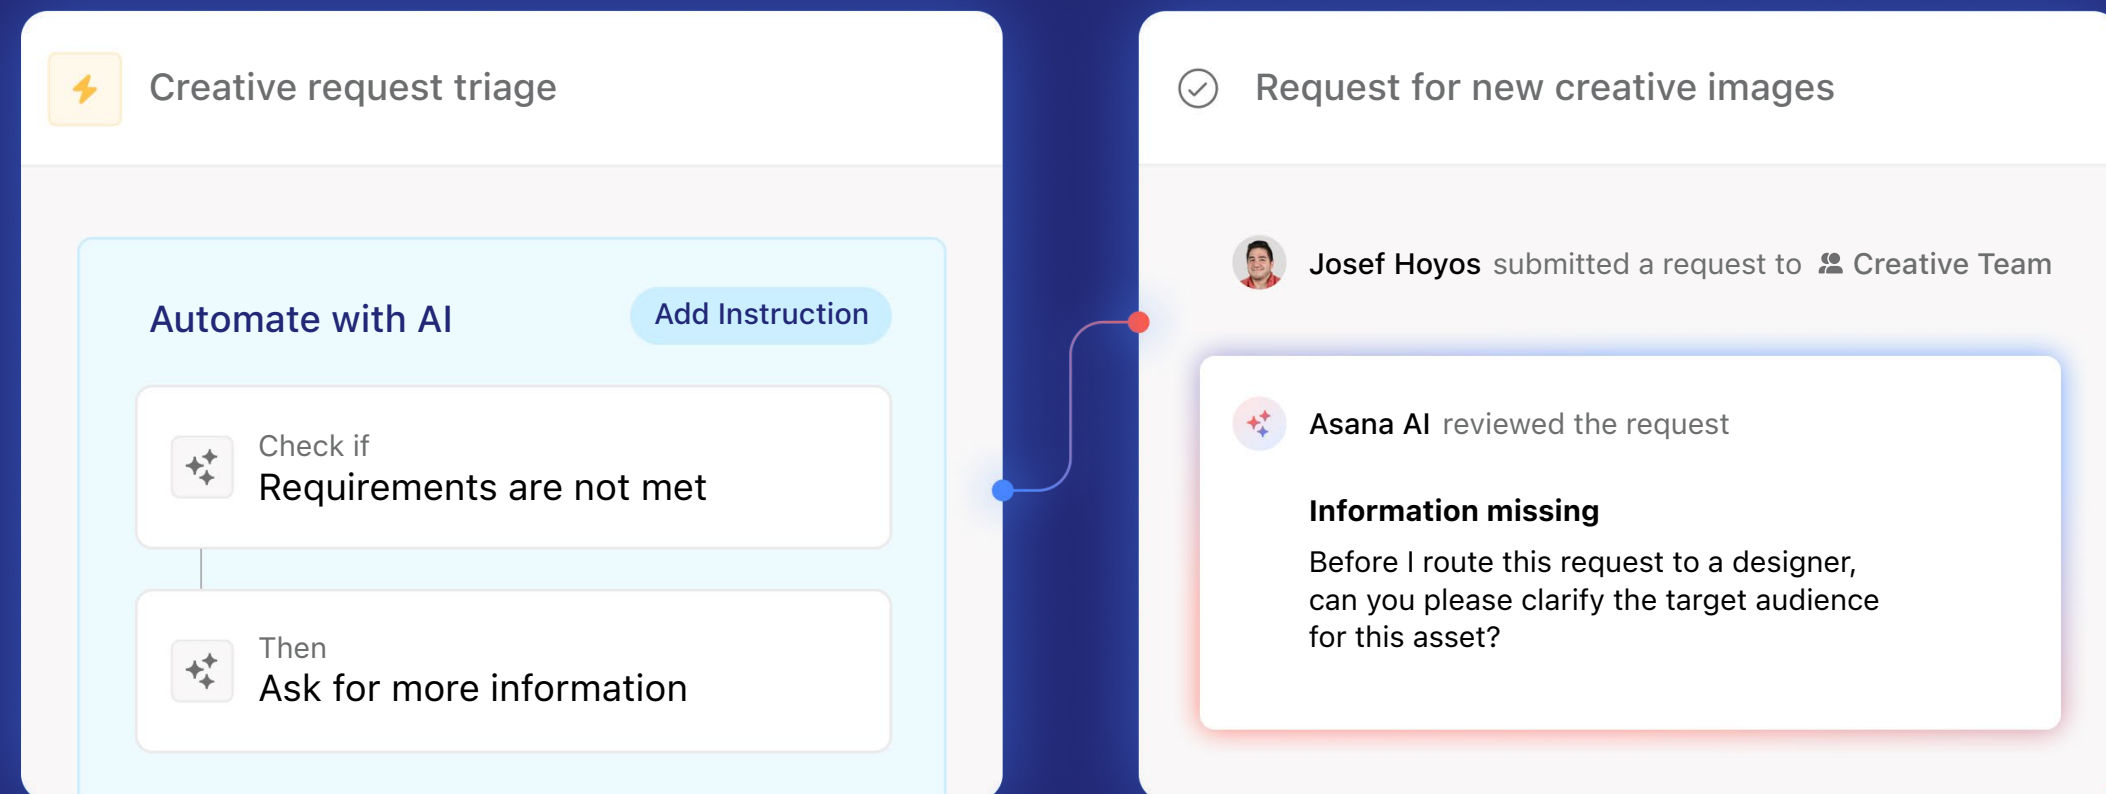 Creative request triage
Automate with AI
Add Instruction
Check if
Requirements are not met
Then
Ask for more information
Request for new creative images
Josef Hoyos submitted a request to Creative Team
Asana AI reviewed the request
Information missing
Before I route this request to a designer,
can you please clarify the target audience
for this asset?